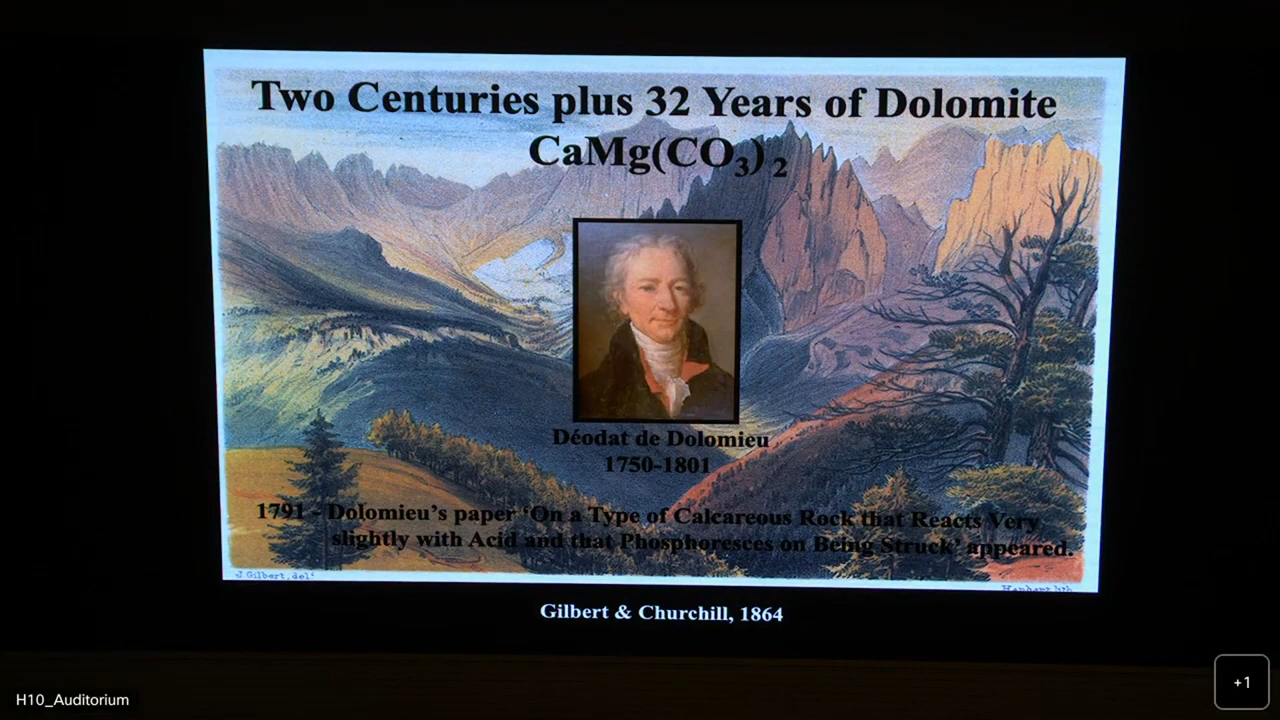 Two Centuries plus 32 Years of Dolomite
CaMg(CO₃)₂
Déodat de Dolomieu
1750-1801
1791 - Dolomieu's paper 'On a Type of Calcareous Rock that Reacts Very
slightly with Acid and that Phosphoresces on Being Struck' appeared.
J Gilbert, delt
Gilbert & Churchill, 1864
H10_Auditorium
+1